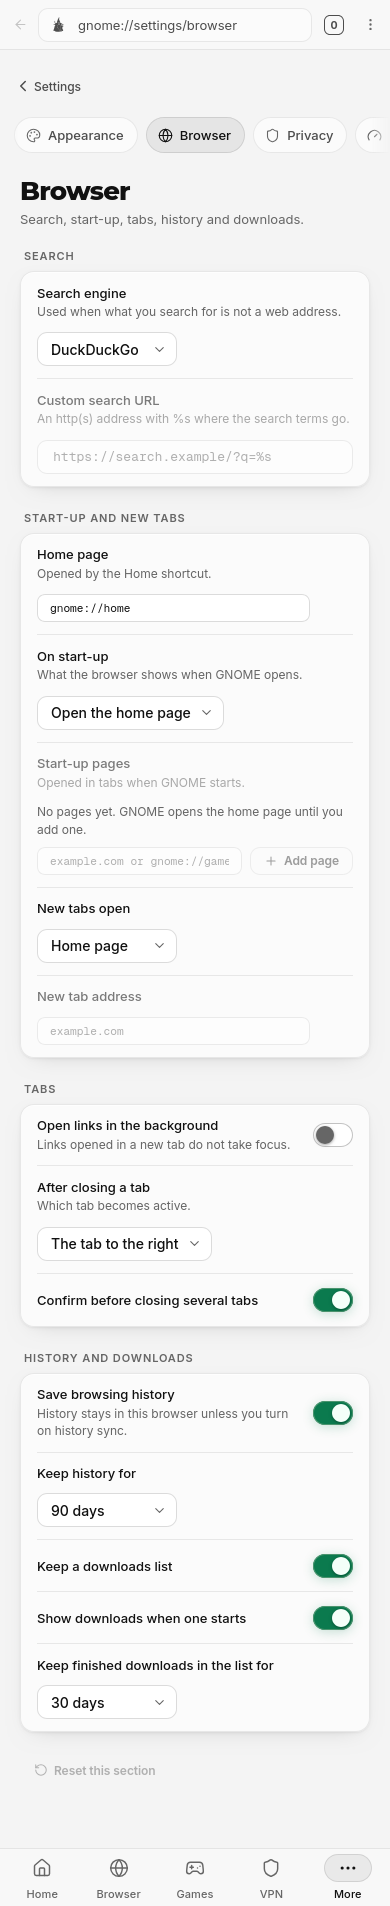 gnome://settings/browser
0
Settings
Appearance
Browser
Privacy
Browser
Search, start-up, tabs, history and downloads.
SEARCH
Search engine
Used when what you search for is not a web address.
DuckDuckGo
Custom search URL
An http(s) address with %s where the search terms go.
https://search.example/?q=%s
START-UP AND NEW TABS
Home page
Opened by the Home shortcut.
gnome://home
On start-up
What the browser shows when GNOME opens.
Open the home page
Start-up pages
Opened in tabs when GNOME starts.
No pages yet. GNOME opens the home page until you
add one.
example.com or gnome://game
Add page
New tabs open
Home page
New tab address
example.com
TABS
Open links in the background
Links opened in a new tab do not take focus.
After closing a tab
Which tab becomes active.
The tab to the right
Confirm before closing several tabs
HISTORY AND DOWNLOADS
Save browsing history
History stays in this browser unless you turn
on history sync.
Keep history for
90 days
Keep a downloads list
Show downloads when one starts
Keep finished downloads in the list for
30 days
Reset this section
Home
Browser
Games
VPN
More